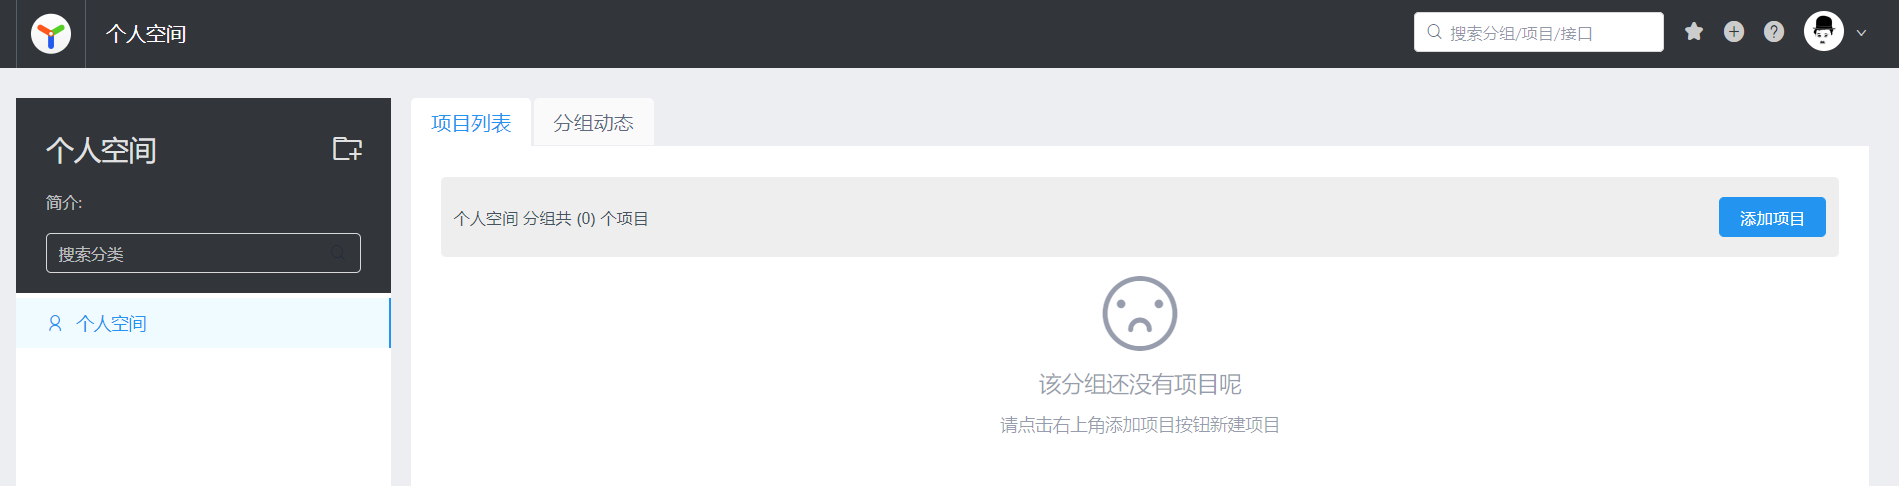 个人空间
搜索分组/项目/接口
个人空间
简介:
搜索分类
个人空间
项目列表
分组动态
个人空间 分组共 (0) 个项目
添加项目
该分组还没有项目呢
请点击右上角添加项目按钮新建项目